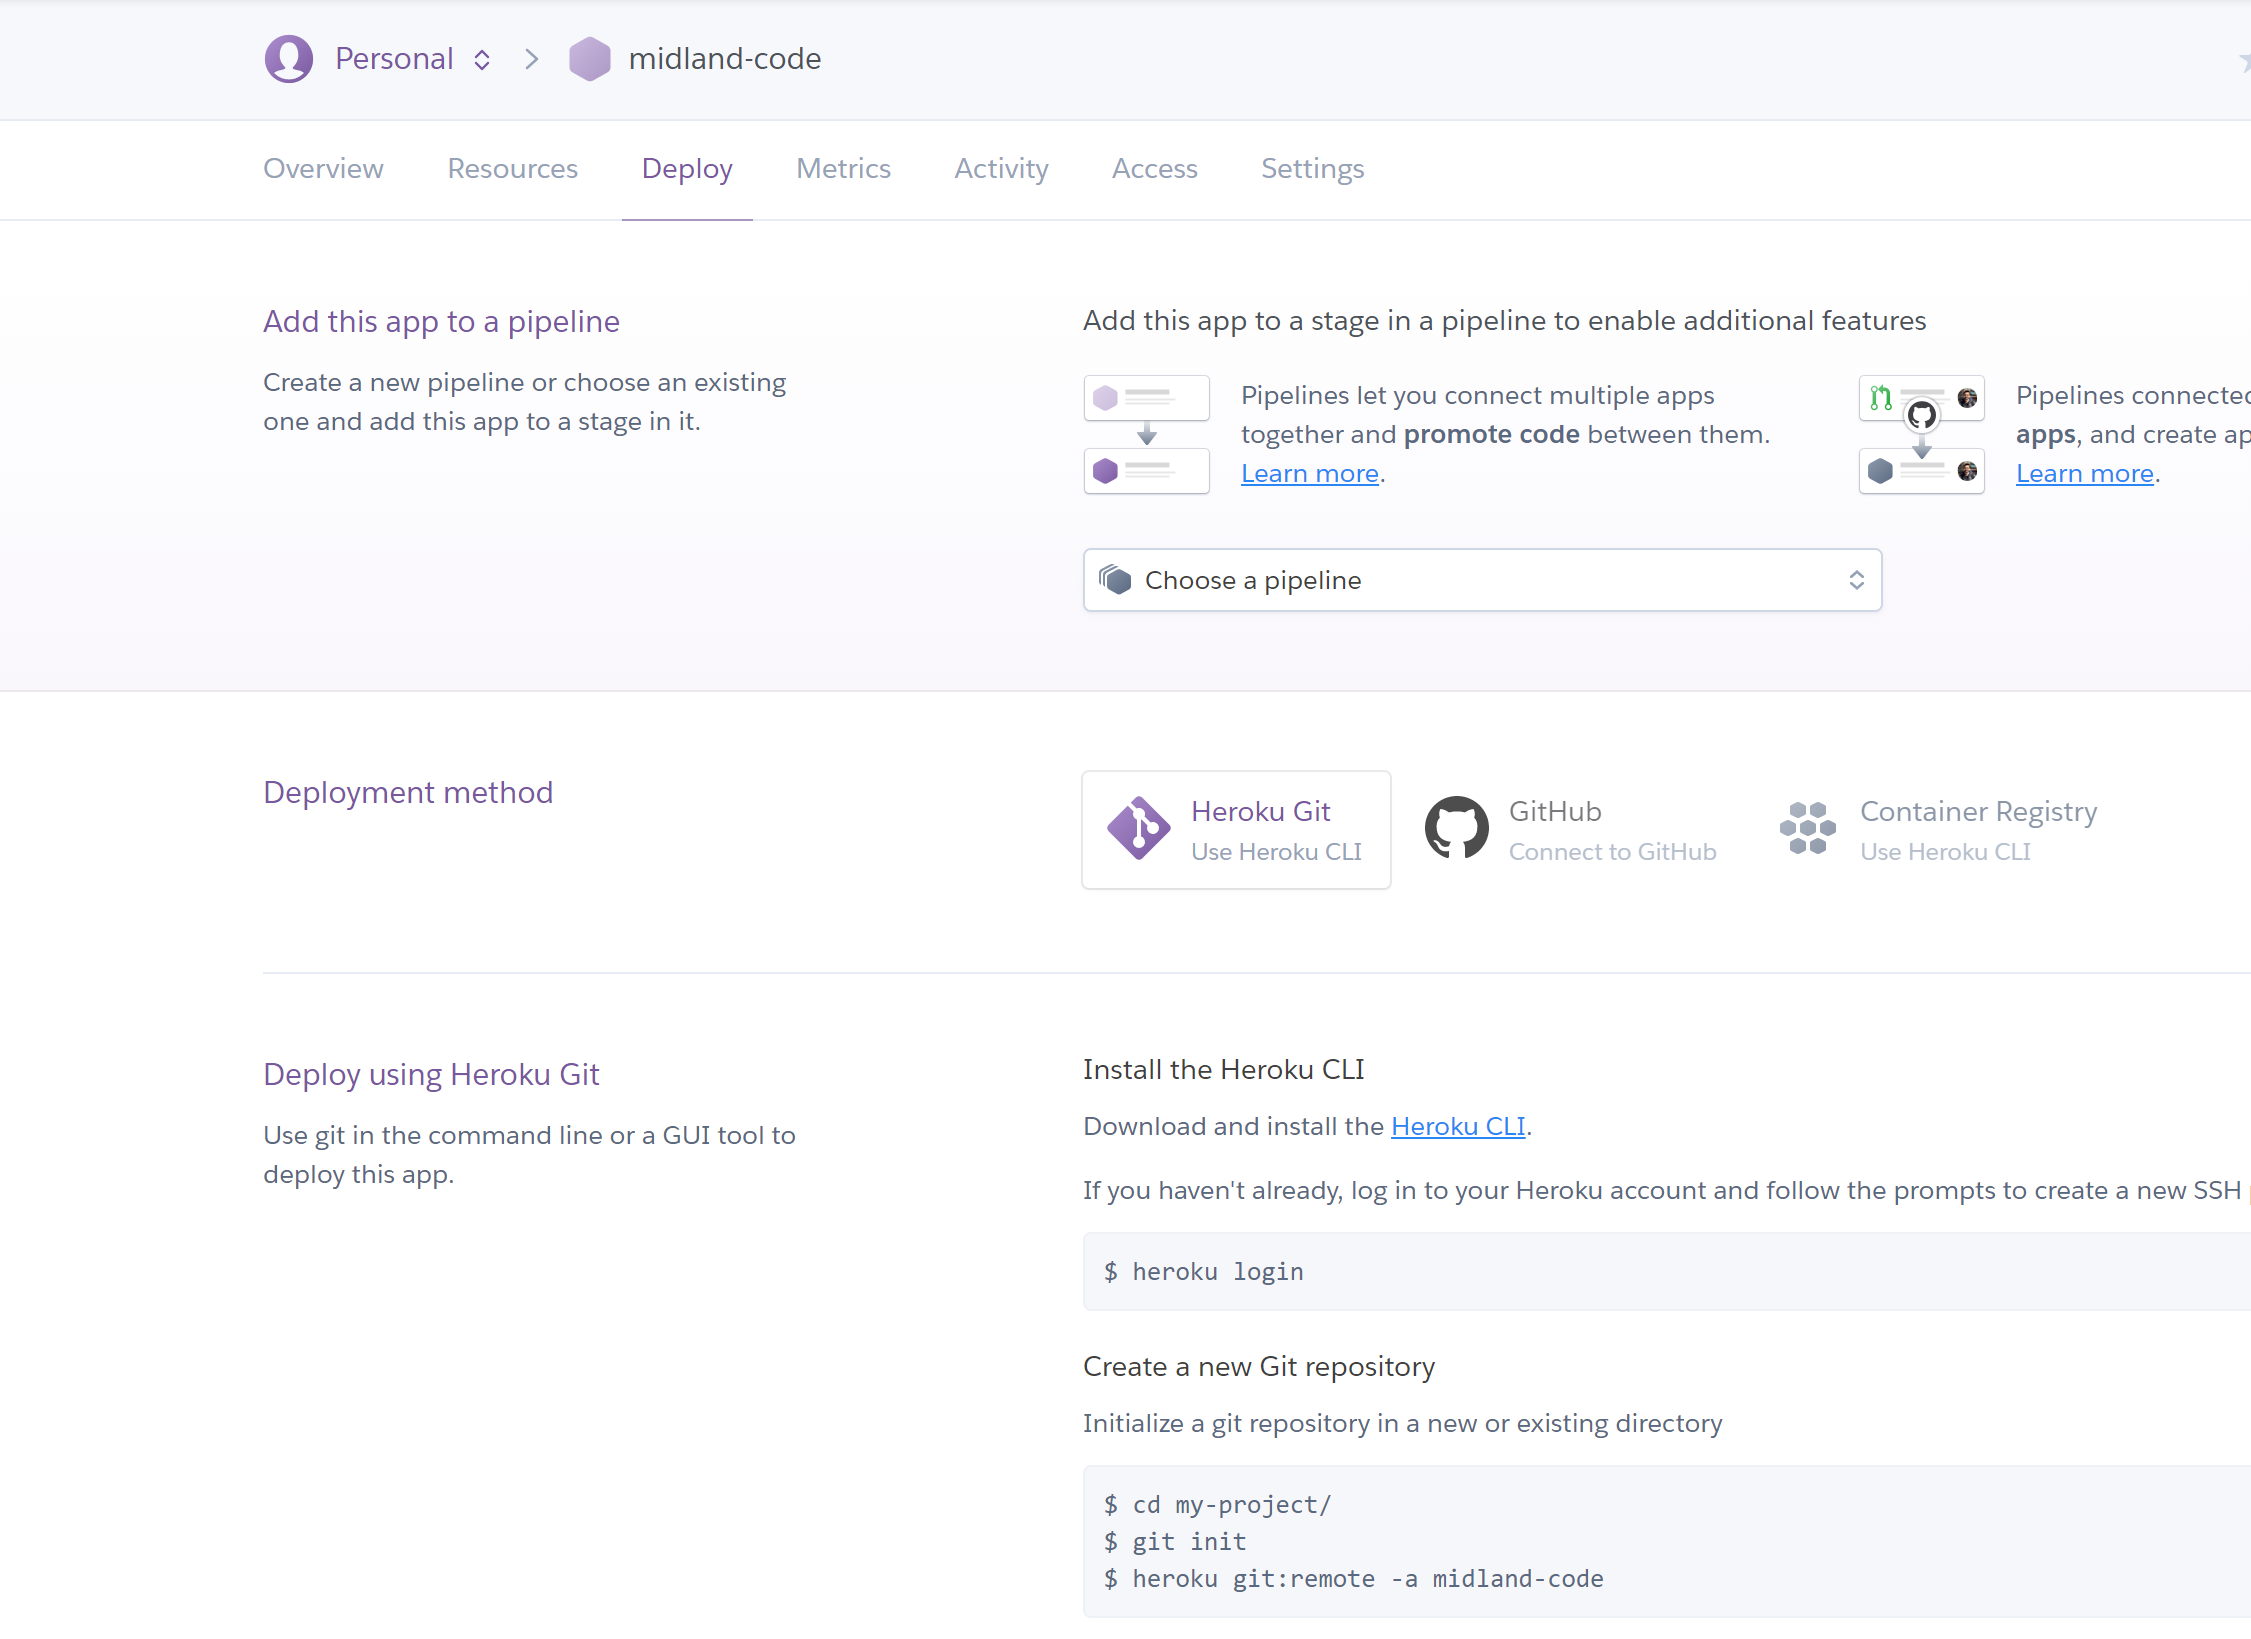 Personal
midland-code
Overview Resources Deploy Metrics Activity Access Settings
Add this app to a pipeline
Create a new pipeline or choose an existing
one and add this app to a stage in it.
Add this app to a stage in a pipeline to enable additional features
Pipelines let you connect multiple apps
together and promote code between them.
Learn more.
Pipelines connected
apps, and create ap
Learn more.
Choose a pipeline
Deployment method
Heroku Git
Use Heroku CLI
GitHub
Connect to GitHub
Container Registry
Use Heroku CLI
Deploy using Heroku Git
Use git in the command line or a GUI tool to
deploy this app.
Install the Heroku CLI
Download and install the Heroku CLI.
If you haven't already, log in to your Heroku account and follow the prompts to create a new SSH
$ heroku login
Create a new Git repository
Initialize a git repository in a new or existing directory
$ cd my-project/
$ git init
$ heroku git:remote -a midland-code